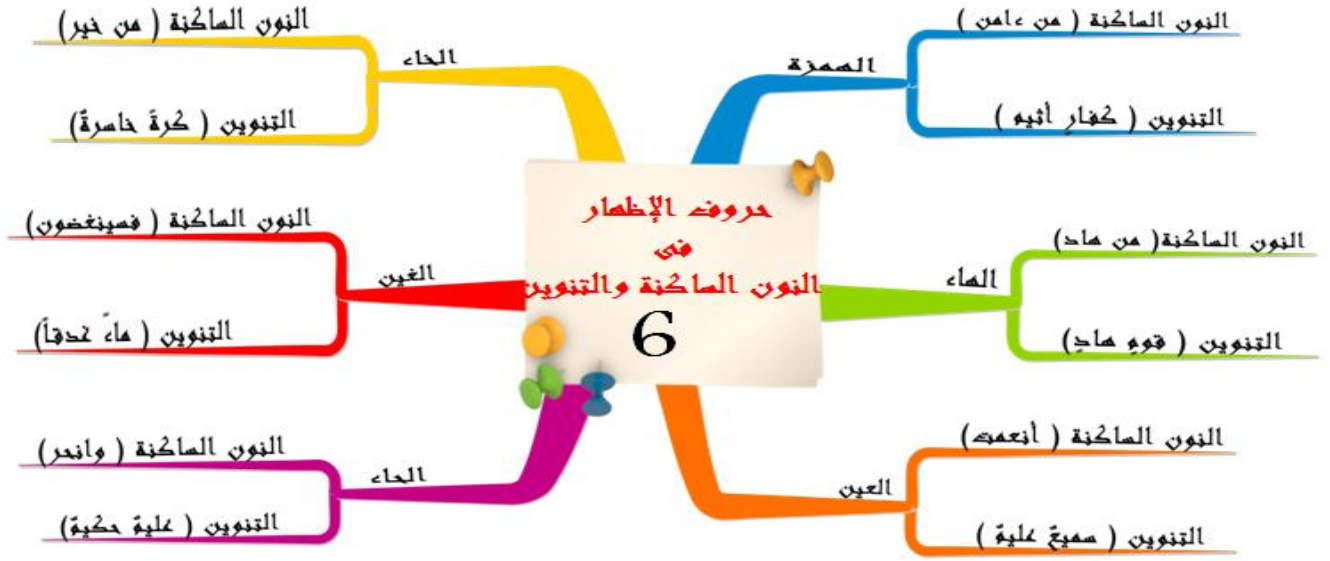 حروف الإظهار
فى
النون الساكنة والتنوين
6
الهمزة
النون الساكنة ( من ءامن )
التنوين ( كفارٍ أثيم )
الهاء
النون الساكنة( من هاد)
التنوين ( قومٍ هادٍ)
العين
النون الساكنة ( أنعمت)
التنوين ( سميعٌ عليمٌ )
الخاء
النون الساكنة ( من خير)
التنوين ( كرةً خاسرةٌ)
الغين
النون الساكنة ( فسينغضون)
التنوين ( ماءً غدقاً)
الحاء
النون الساكنة ( وانحر)
التنوين ( عليمٌ حكيمٌ)